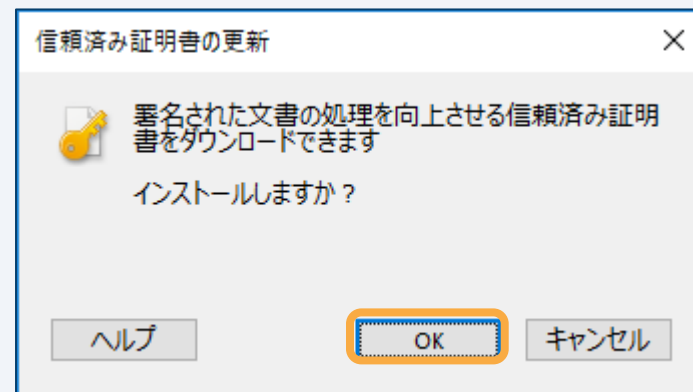 信頼済み証明書の更新
署名された文書の処理を向上させる信頼済み証明
書をダウンロードできます
インストールしますか？
ヘルプ OK キャンセル